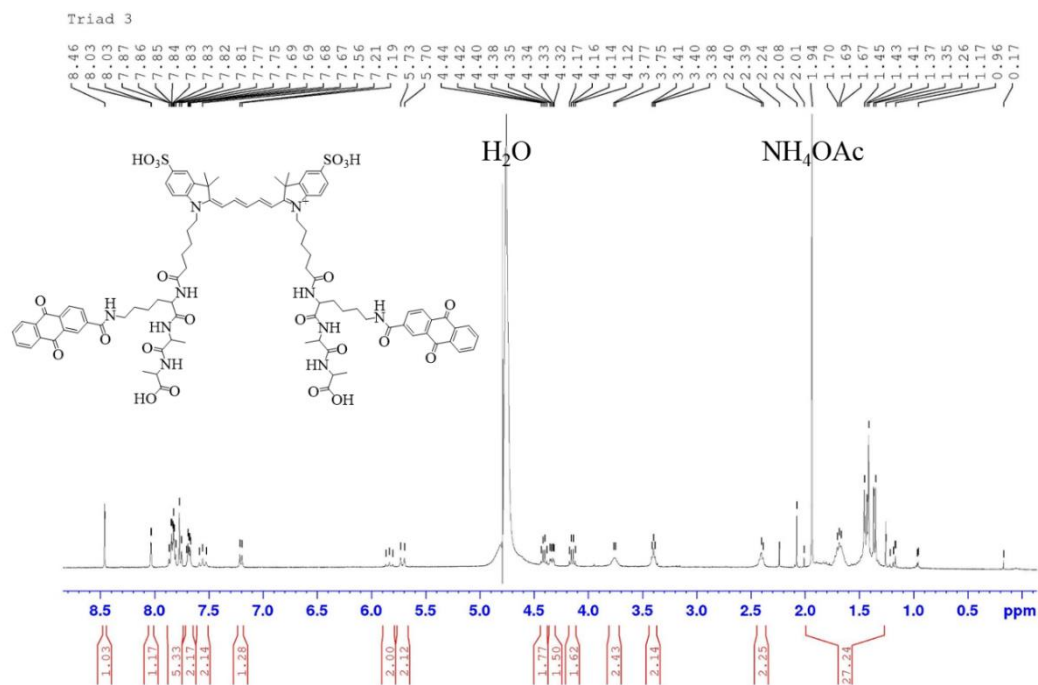 Triad 3
8.46 8.03 8.03 7.87 7.86 7.85 7.84 7.83 7.83 7.82 7.81 7.77 7.75 7.69 7.69 7.68 7.67 7.56 7.21 7.19 5.73 5.70 4.44 4.42 4.40 4.38 4.35 4.34 4.33 4.32 4.17 4.16 4.14 4.12 3.77 3.75 3.41 3.40 3.38 2.40 2.39 2.24 2.08 2.01 1.94 1.70 1.69 1.67 1.45 1.43 1.41 1.37 1.35 1.26 1.17 0.96 0.17
H₂O
NH₄OAc
HO₃S SO₃H
N N+
O O
H N N H H N N H
O O O O
O N H HN O
O O O O
O O
N H HN
HO O O OH
8.5 8.0 7.5 7.0 6.5 6.0 5.5 5.0 4.5 4.0 3.5 3.0 2.5 2.0 1.5 1.0 0.5 ppm
1.03 1.17 5.33 2.17 2.14 1.28 2.00 2.12 1.77 1.50 1.62 2.43 2.14 2.25 27.24